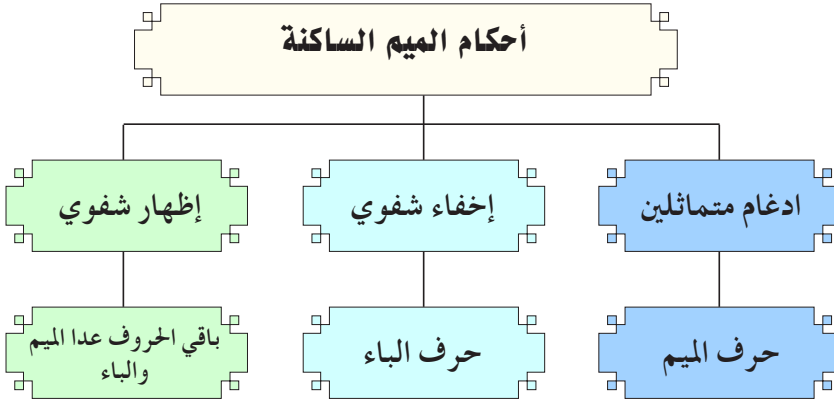 أحكام الميم الساكنة
ادغام متماثلين
إخفاء شفوي
إظهار شفوي
حرف الميم
حرف الباء
باقي الحروف عدا الميم
والباء